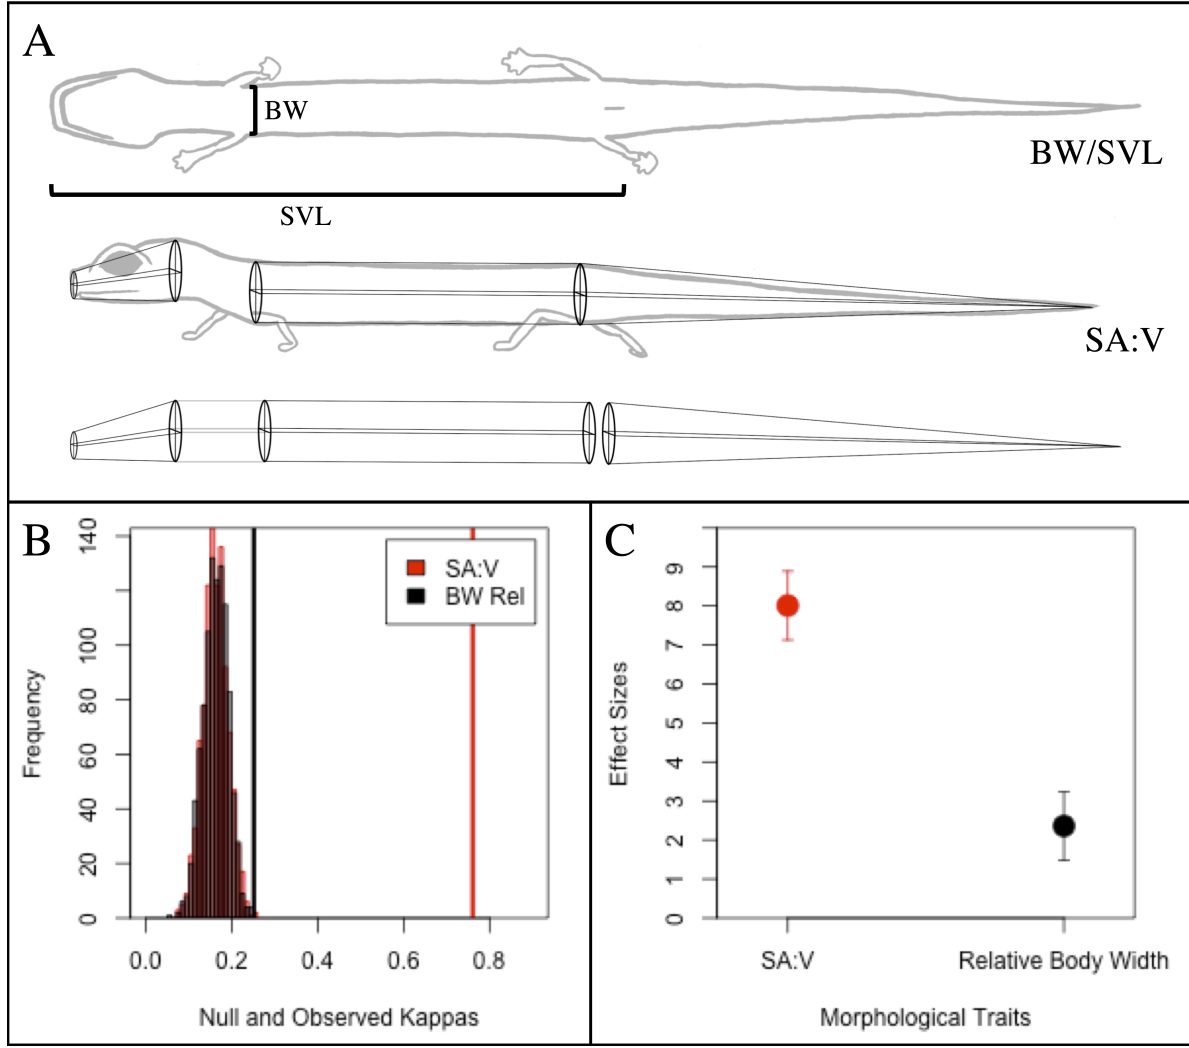 A
BW
BW/SVL
SVL
SA:V
B
140
100
80
60
40
20
0
Frequency
SA:V
BW Rel
0.0 0.2 0.4 0.6 0.8
Null and Observed Kappas
C
9
8
7
6
5
4
3
2
1
0
Effect Sizes
SA:V Relative Body Width
Morphological Traits